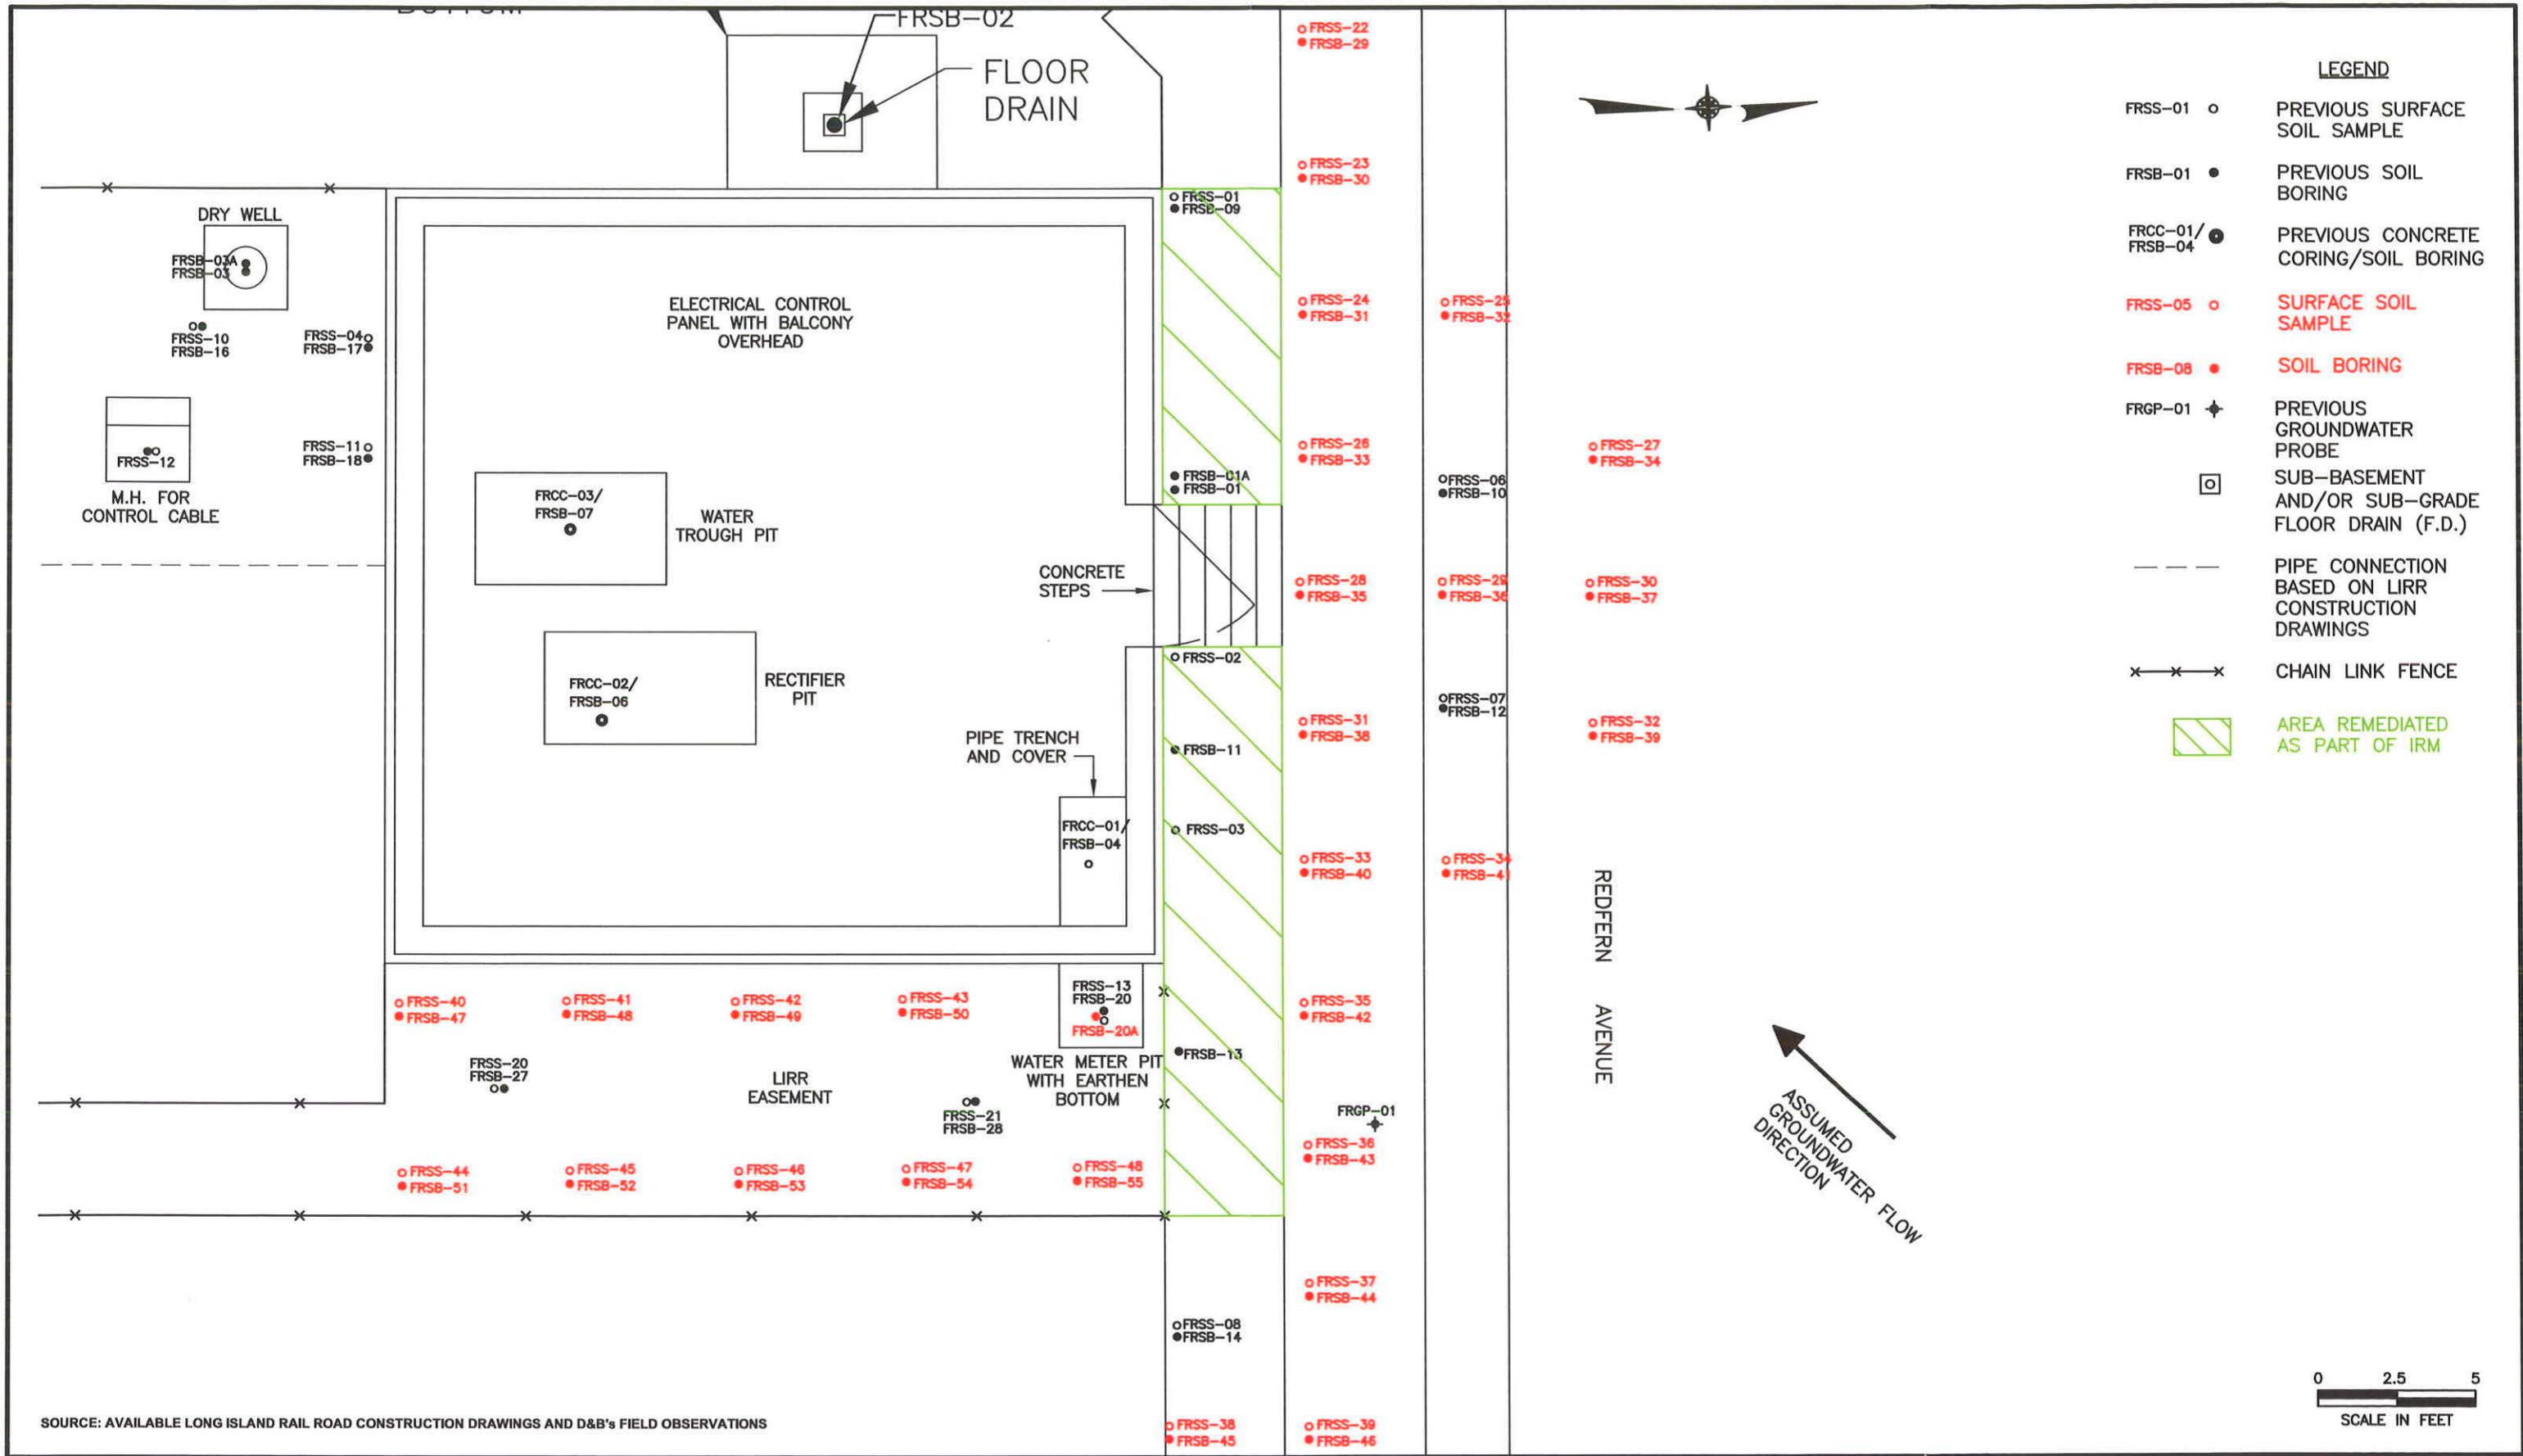 FRSB-02
FLOOR
DRAIN
FRSS-22
FRSB-29
FRSS-23
FRSB-30
DRY WELL
FRSB-03A
FRSB-03
FRSS-10
FRSB-16
FRSS-04
FRSB-17
FRSS-12
M.H. FOR
CONTROL CABLE
FRSS-11
FRSB-18
ELECTRICAL CONTROL
PANEL WITH BALCONY
OVERHEAD
FRCC-03/
FRSB-07
WATER
TROUGH PIT
FRCC-02/
FRSB-06
RECTIFIER
PIT
CONCRETE
STEPS
PIPE TRENCH
AND COVER
FRCC-01/
FRSB-04
FRSS-01
FRSB-09
FRSB-01A
FRSB-01
FRSS-02
FRSB-11
FRSS-03
FRSB-13
FRSS-24
FRSB-31
FRSS-25
FRSB-32
FRSS-26
FRSB-33
FRSS-06
FRSB-10
FRSS-27
FRSB-34
FRSS-28
FRSB-35
FRSS-29
FRSB-36
FRSS-30
FRSB-37
FRSS-31
FRSB-38
FRSS-07
FRSB-12
FRSS-32
FRSB-39
FRSS-33
FRSB-40
FRSS-34
FRSB-41
REDFERN AVENUE
FRSS-40
FRSB-47
FRSS-41
FRSB-48
FRSS-42
FRSB-49
FRSS-43
FRSB-50
FRSS-13
FRSB-20
FRSB-20A
FRSS-35
FRSB-42
WATER METER PIT
WITH EARTHEN
BOTTOM
FRSS-20
FRSB-27
LIRR
EASEMENT
FRSS-21
FRSB-28
FRGP-01
FRSS-36
FRSB-43
FRSS-44
FRSB-51
FRSS-45
FRSB-52
FRSS-46
FRSB-53
FRSS-47
FRSB-54
FRSS-48
FRSB-55
ASSUMED
GROUNDWATER FLOW
DIRECTION
FRSS-37
FRSB-44
FRSS-08
FRSB-14
FRSS-38
FRSB-45
FRSS-39
FRSB-46
SOURCE: AVAILABLE LONG ISLAND RAIL ROAD CONSTRUCTION DRAWINGS AND D&B's FIELD OBSERVATIONS
LEGEND
FRSS-01 PREVIOUS SURFACE
SOIL SAMPLE
FRSB-01 PREVIOUS SOIL
BORING
FRCC-01/
FRSB-04
PREVIOUS CONCRETE
CORING/SOIL BORING
FRSS-05 SURFACE SOIL
SAMPLE
FRSB-08 SOIL BORING
FRGP-01 PREVIOUS
GROUNDWATER
PROBE
SUB-BASEMENT
AND/OR SUB-GRADE
FLOOR DRAIN (F.D.)
PIPE CONNECTION
BASED ON LIRR
CONSTRUCTION
DRAWINGS
CHAIN LINK FENCE
AREA REMEDIATED
AS PART OF IRM
0 2.5 5
SCALE IN FEET